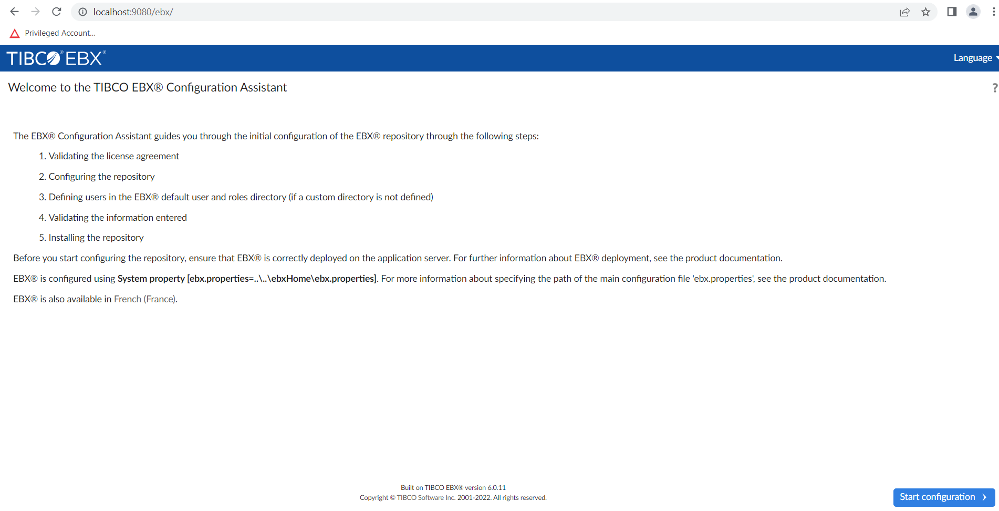 localhost:9080/ebx/
Privileged Account...
TIBCO® EBX®
Language
Welcome to the TIBCO EBX® Configuration Assistant
?
The EBX® Configuration Assistant guides you through the initial configuration of the EBX® repository through the following steps:
1. Validating the license agreement
2. Configuring the repository
3. Defining users in the EBX® default user and roles directory (if a custom directory is not defined)
4. Validating the information entered
5. Installing the repository
Before you start configuring the repository, ensure that EBX® is correctly deployed on the application server. For further information about EBX® deployment, see the product documentation.
EBX® is configured using System property [ebx.properties=..\..\ebxHome\ebx.properties]. For more information about specifying the path of the main configuration file 'ebx.properties', see the product documentation.
EBX® is also available in French (France).
Built on TIBCO EBX® version 6.0.11
Copyright © TIBCO Software Inc. 2001-2022. All rights reserved.
Start configuration